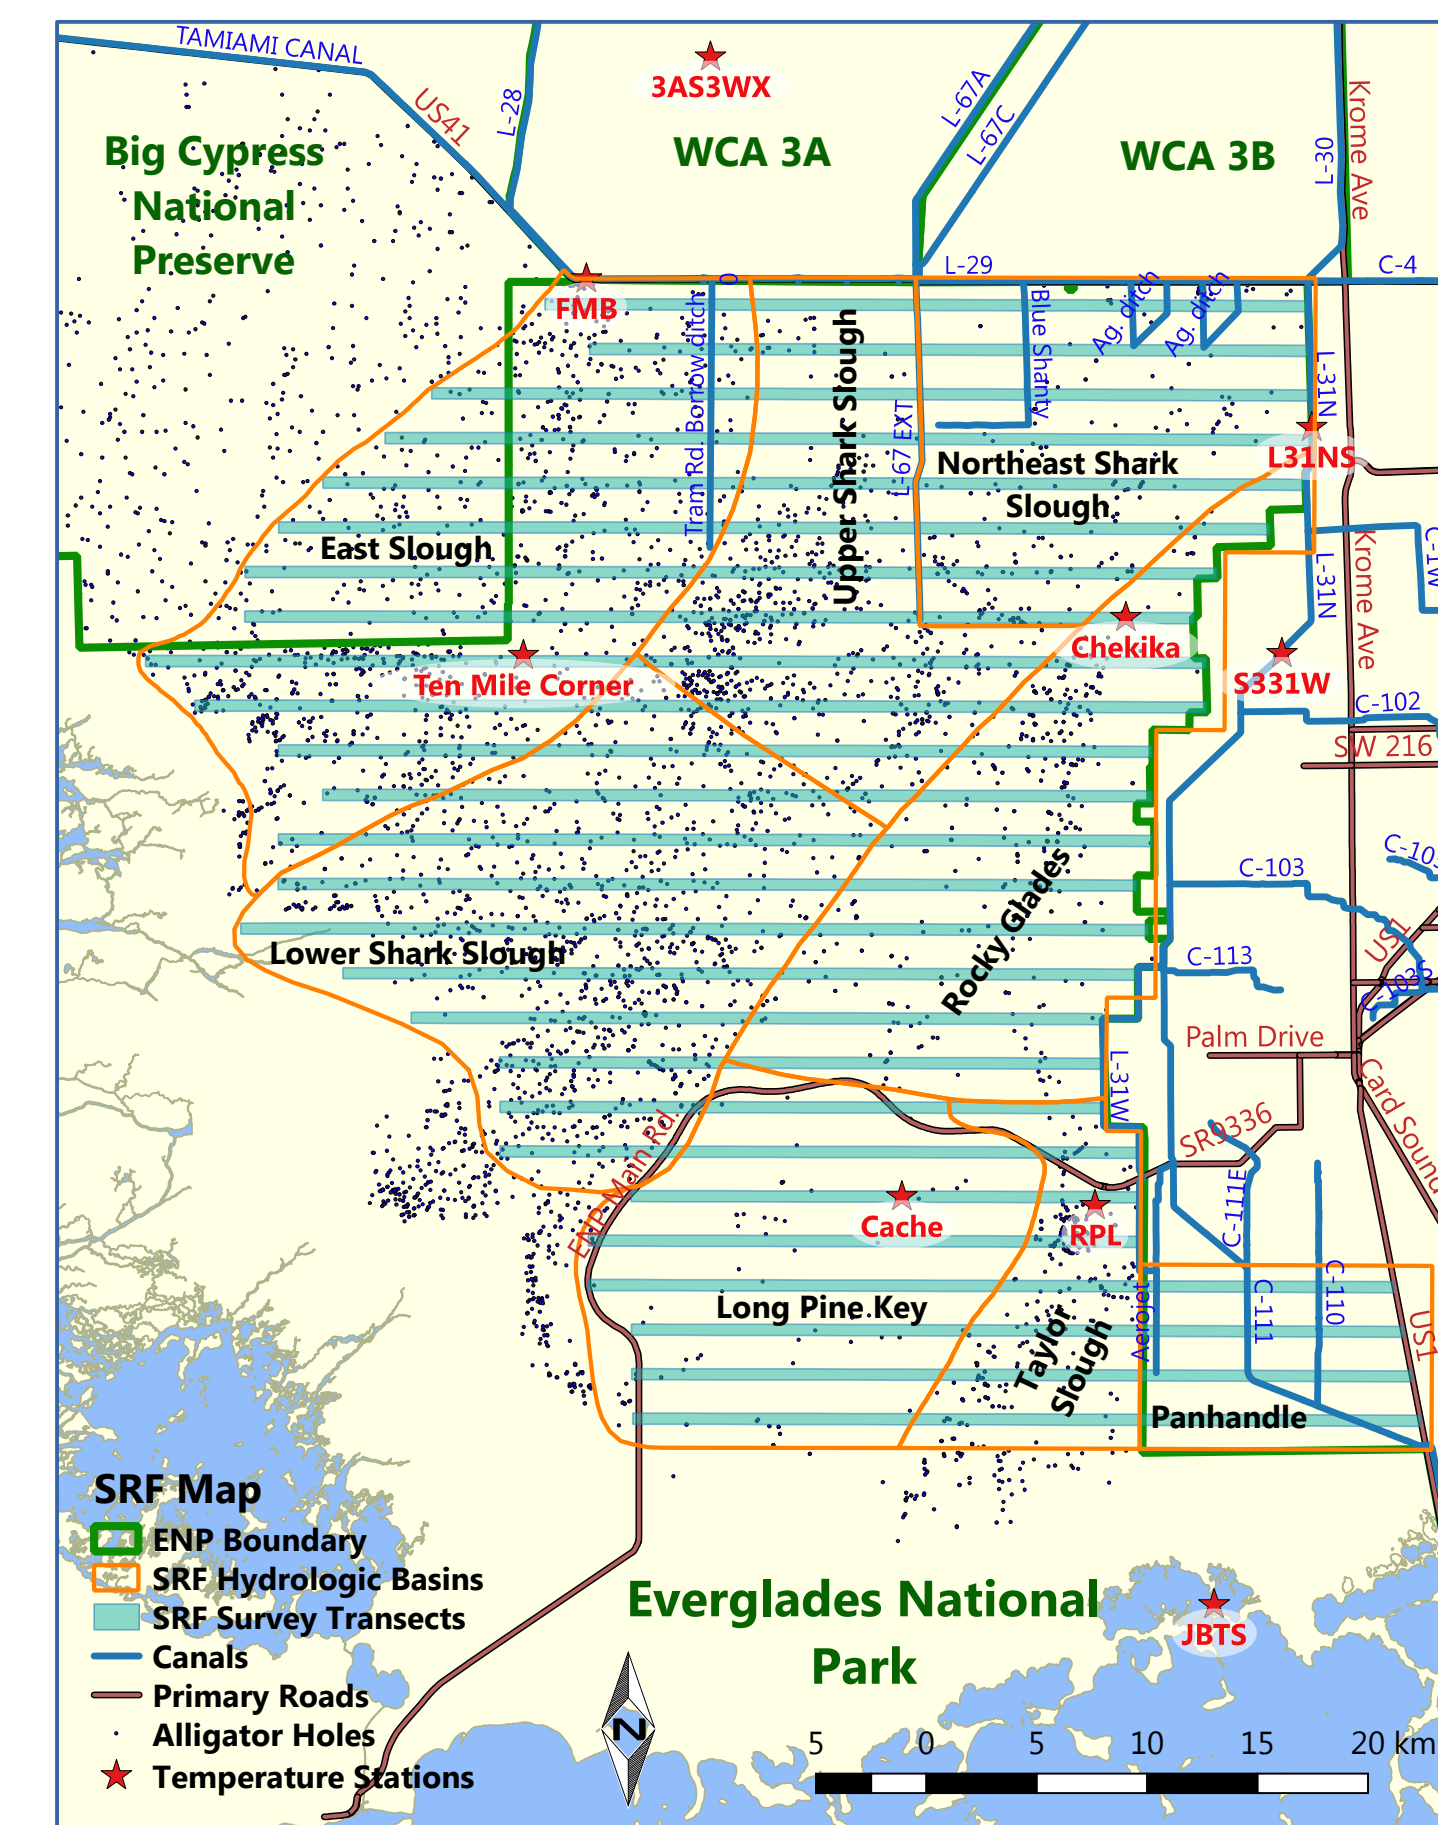 TAMIAMI CANAL
US41
L-28
3AS3WX
WCA 3A
L-67A
L-67C
WCA 3B
L-30
Krome Ave
Big Cypress
National
Preserve
FMB
0
L-29
C-4
Tram Rd. Borrow ditch
Upper Shark Slough
L-67 EXT
Blue Shanty
Ag. ditch
Ag. ditch
L-31N
L31NS
Northeast Shark
Slough
East Slough
L-31N
Krome Ave
C-1W
Chekika
Ten Mile Corner
S331W
C-102
SW 216
Rocky Glades
C-103
US1
Lower Shark Slough
C-113
C-103S
Palm Drive
L-31W
Card Sound
ENP Main Rd.
SR9336
C-111E
Cache
RPL
Long Pine Key
Taylor
Slough
Aerojet
C-111
C-110
US1
Panhandle
SRF Map
ENP Boundary
SRF Hydrologic Basins
SRF Survey Transects
Canals
Primary Roads
Alligator Holes
Temperature Stations
Everglades National
Park
JBTS
N
5 0 5 10 15 20 km